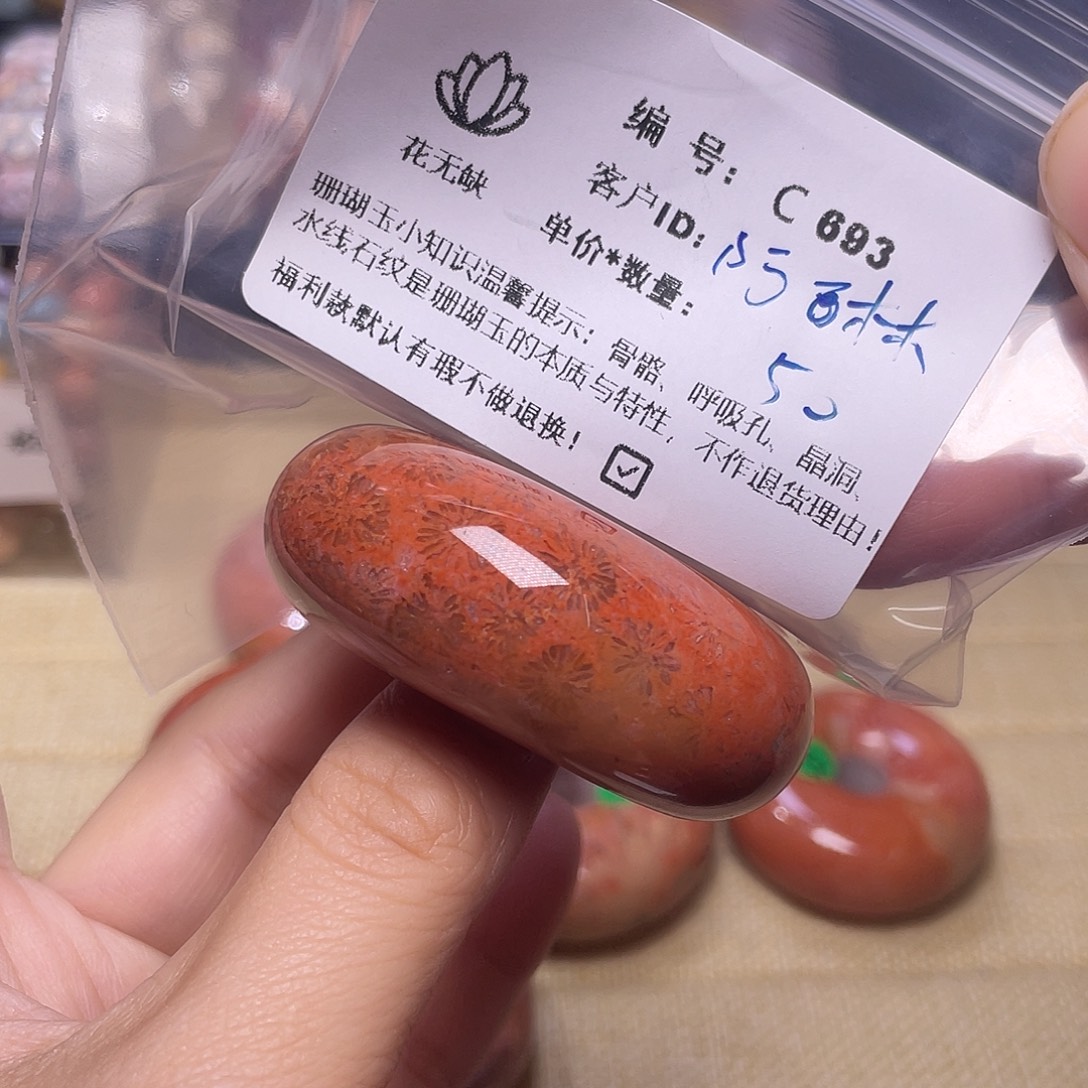 花无缺
编 号: C 693
客户ID:
单价*数量: 50
珊瑚玉小知识温馨提示：骨骼、呼吸孔、晶洞、
水线石纹是珊瑚玉的本质与特性，不作退货理由！
福利款默认有瑕不做退换！